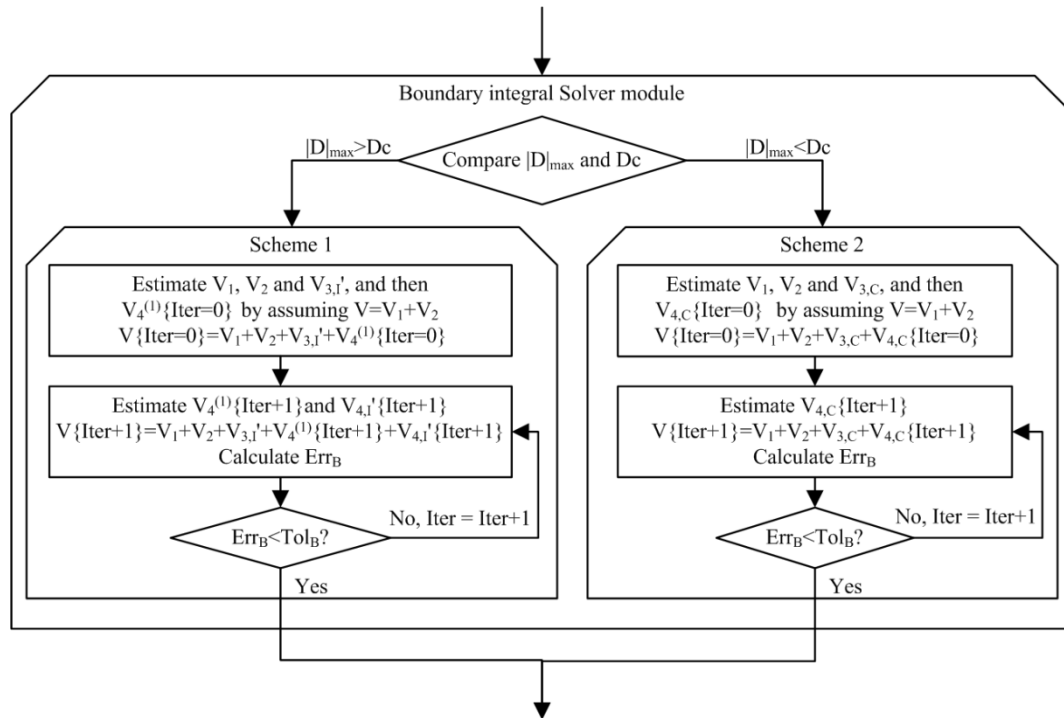 Boundary integral Solver module
|D|max>Dc
Compare |D|max and Dc
|D|max<Dc
Scheme 1
Estimate V₁, V₂ and V₃,I', and then
V₄⁽¹⁾{Iter=0} by assuming V=V₁+V₂
V{Iter=0}=V₁+V₂+V₃,I'+V₄⁽¹⁾{Iter=0}
Estimate V₄⁽¹⁾{Iter+1}and V₄,I'{Iter+1}
V{Iter+1}=V₁+V₂+V₃,I'+V₄⁽¹⁾{Iter+1}+V₄,I'{Iter+1}
Calculate ErrB
ErrB<TolB?
No, Iter = Iter+1
Yes
Scheme 2
Estimate V₁, V₂ and V₃,C, and then
V₄,C{Iter=0} by assuming V=V₁+V₂
V{Iter=0}=V₁+V₂+V₃,C+V₄,C{Iter=0}
Estimate V₄,C{Iter+1}
V{Iter+1}=V₁+V₂+V₃,C+V₄,C{Iter+1}
Calculate ErrB
ErrB<TolB?
No, Iter = Iter+1
Yes